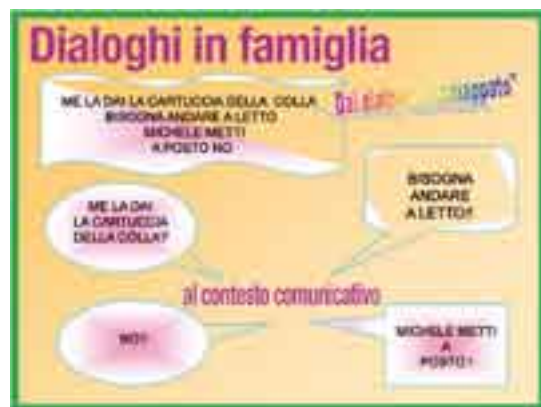 Dialoghi in famiglia
ME LA DAI LA CARTUCCIA DELLA COLLA
BISOGNA ANDARE A LETTO
MICHELE METTI
A POSTO NO
ME LA DAI
LA CARTUCCIA
DELLA COLLA?
BISOGNA
ANDARE
A LETTO!!
al contesto comunicativo
NO!!
MICHELE METTI
A
POSTO!